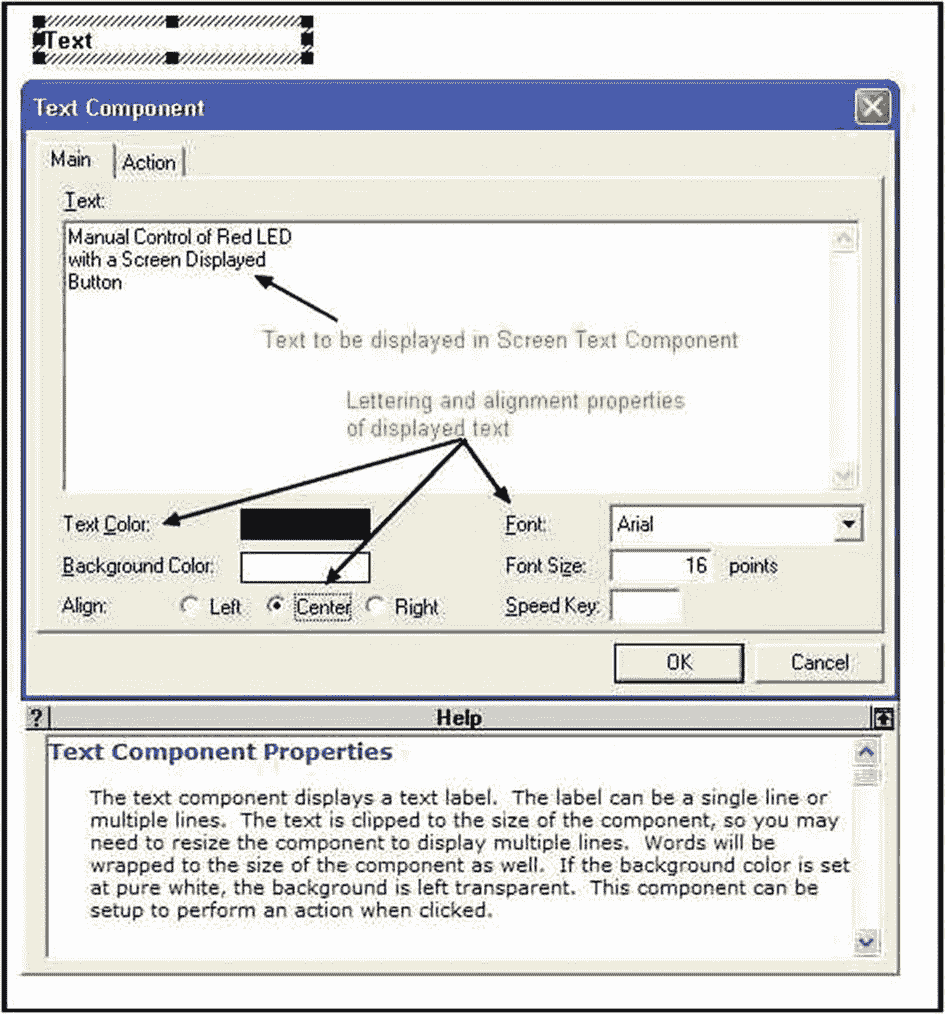 Text
Text Component
Main Action
Text:
Manual Control of Red LED
with a Screen Displayed
Button
Text to be displayed in Screen Text Component
Lettering and alignment properties
of displayed text
Text Color: Font: Arial
Background Color: Font Size: 16 points
Align: Left Center Right Speed Key:
OK Cancel
? Help
Text Component Properties
The text component displays a text label. The label can be a single line or
multiple lines. The text is clipped to the size of the component, so you may
need to resize the component to display multiple lines. Words will be
wrapped to the size of the component as well. If the background color is set
at pure white, the background is left transparent. This component can be
setup to perform an action when clicked.